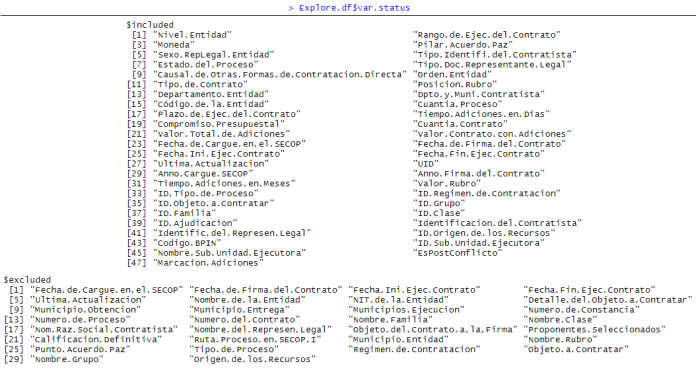 > Explore.df$var.status
$included
[1] "Nivel.Entidad" "Rango.de.Ejec.del.Contrato"
[3] "Moneda" "Pilar.Acuerdo.Paz"
[5] "Sexo.RepLegal.Entidad" "Tipo.Identifi.del.Contratista"
[7] "Estado.del.Proceso" "Tipo.Doc.Representante.Legal"
[9] "Causal.de.Otras.Formas.de.Contratacion.Directa" "Orden.Entidad"
[11] "Tipo.de.Contrato" "Posicion.Rubro"
[13] "Departamento.Entidad" "Dpto.y.Muni.Contratista"
[15] "Código.de.la.Entidad" "Cuantia.Proceso"
[17] "Plazo.de.Ejec.del.Contrato" "Tiempo.Adiciones.en.Dias"
[19] "Compromiso.Presupuestal" "Cuantia.Contrato"
[21] "Valor.Total.de.Adiciones" "Valor.Contrato.con.Adiciones"
[23] "Fecha.de.Cargue.en.el.SECOP" "Fecha.de.Firma.del.Contrato"
[25] "Fecha.Ini.Ejec.Contrato" "Fecha.Fin.Ejec.Contrato"
[27] "Ultima.Actualizacion" "UID"
[29] "Anno.Cargue.SECOP" "Anno.Firma.del.Contrato"
[31] "Tiempo.Adiciones.en.Meses" "Valor.Rubro"
[33] "ID.Tipo.de.Proceso" "ID.Regimen.de.Contratacion"
[35] "ID.Objeto.a.Contratar" "ID.Grupo"
[37] "ID.Familia" "ID.Clase"
[39] "ID.Ajudicacion" "Identificacion.del.Contratista"
[41] "Identific.del.Represen.Legal" "ID.Origen.de.los.Recursos"
[43] "Codigo.BPIN" "ID.Sub.Unidad.Ejecutora"
[45] "Nombre.Sub.Unidad.Ejecutora" "EsPostConflicto"
[47] "Marcacion.Adiciones"
$excluded
[1] "Fecha.de.Cargue.en.el.SECOP" "Fecha.de.Firma.del.Contrato" "Fecha.Ini.Ejec.Contrato" "Fecha.Fin.Ejec.Contrato"
[5] "Ultima.Actualizacion" "Nombre.de.la.Entidad" "NIT.de.la.Entidad" "Detalle.del.Objeto.a.Contratar"
[9] "Municipio.Obtencion" "Municipio.Entrega" "Municipios.Ejecucion" "Numero.de.Constancia"
[13] "Numero.de.Proceso" "Numero.del.Contrato" "Nombre.Familia" "Nombre.Clase"
[17] "Nom.Raz.Social.Contratista" "Nombre.del.Represen.Legal" "Objeto.del.Contrato.a.la.Firma" "Proponentes.Seleccionados"
[21] "Calificacion.Definitiva" "Ruta.Proceso.en.SECOP.I" "Municipio.Entidad" "Nombre.Rubro"
[25] "Punto.Acuerdo.Paz" "Tipo.de.Proceso" "Regimen.de.Contratacion" "Objeto.a.Contratar"
[29] "Nombre.Grupo" "Origen.de.los.Recursos"